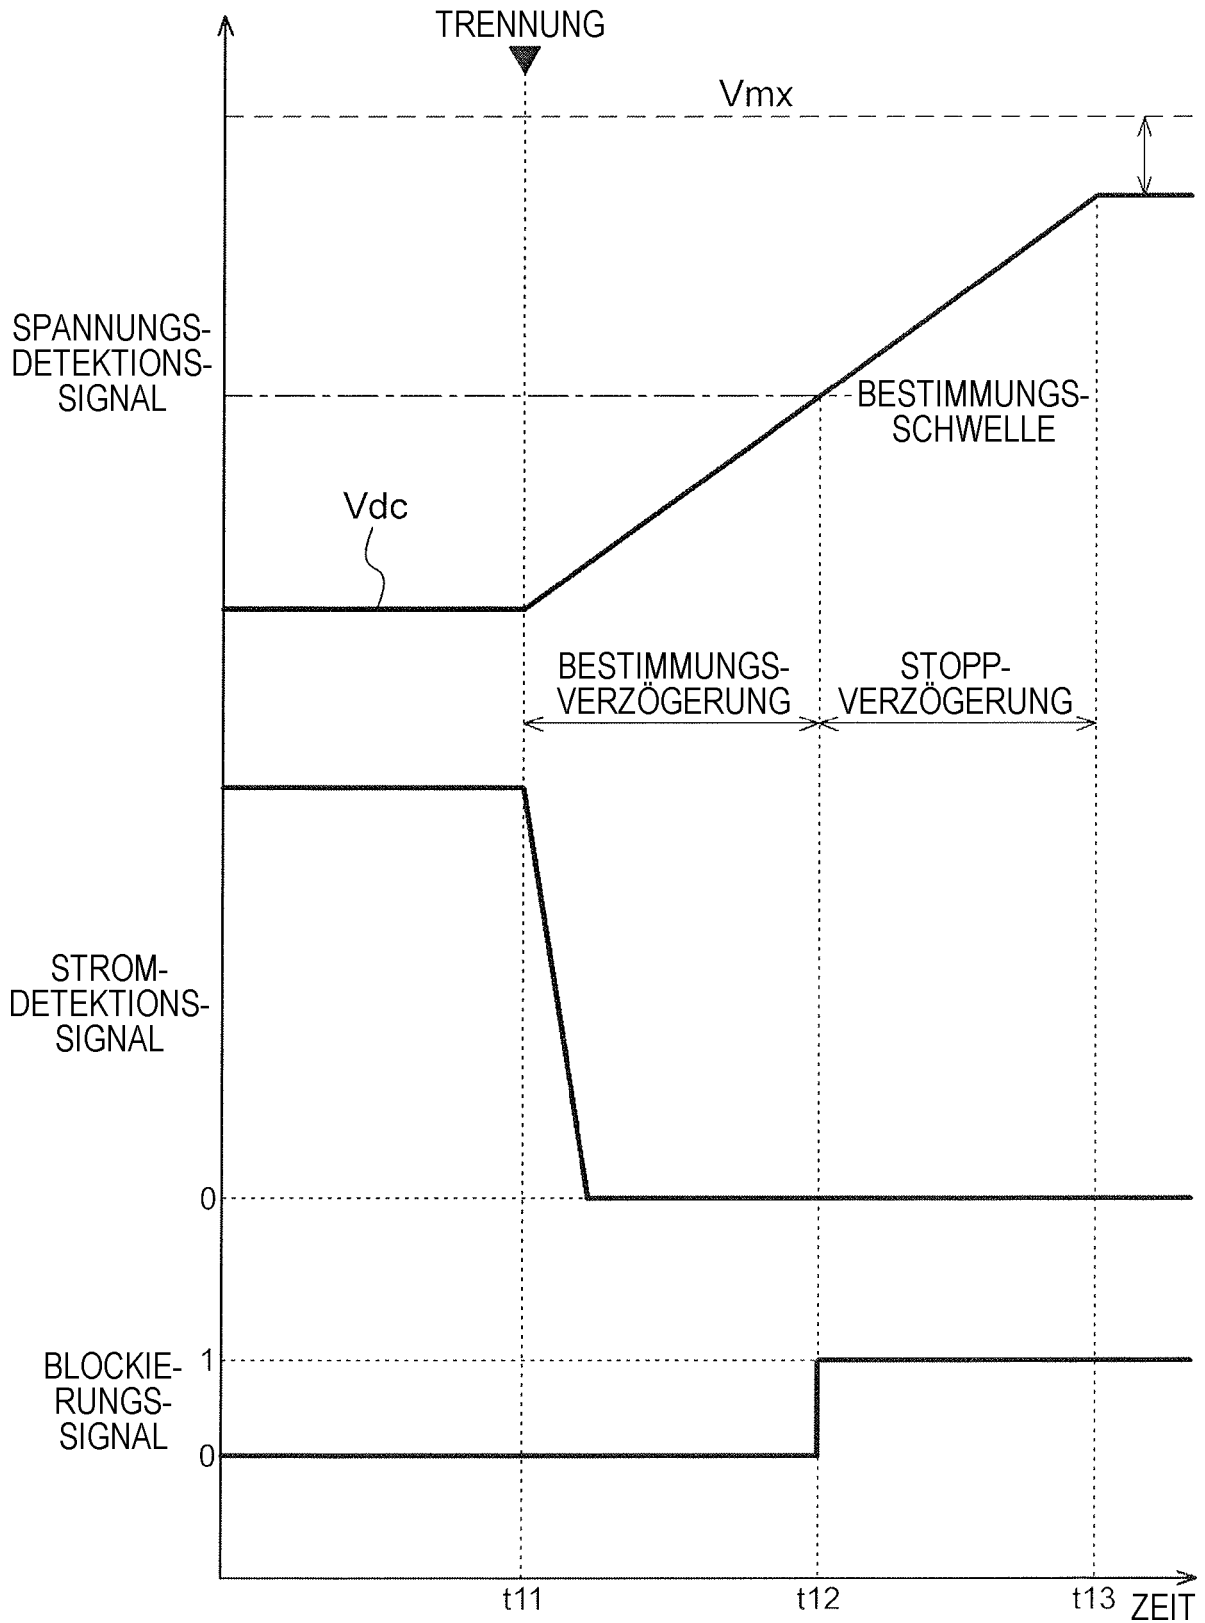 TRENNUNG
Vmx
SPANNUNGS-
DETEKTIONS-
SIGNAL
BESTIMMUNGS-
SCHWELLE
Vdc
BESTIMMUNGS-
VERZÖGERUNG
STOPP-
VERZÖGERUNG
STROM-
DETEKTIONS-
SIGNAL
0
BLOCKIE-
RUNGS-
SIGNAL
1
0
t11
t12
t13
ZEIT